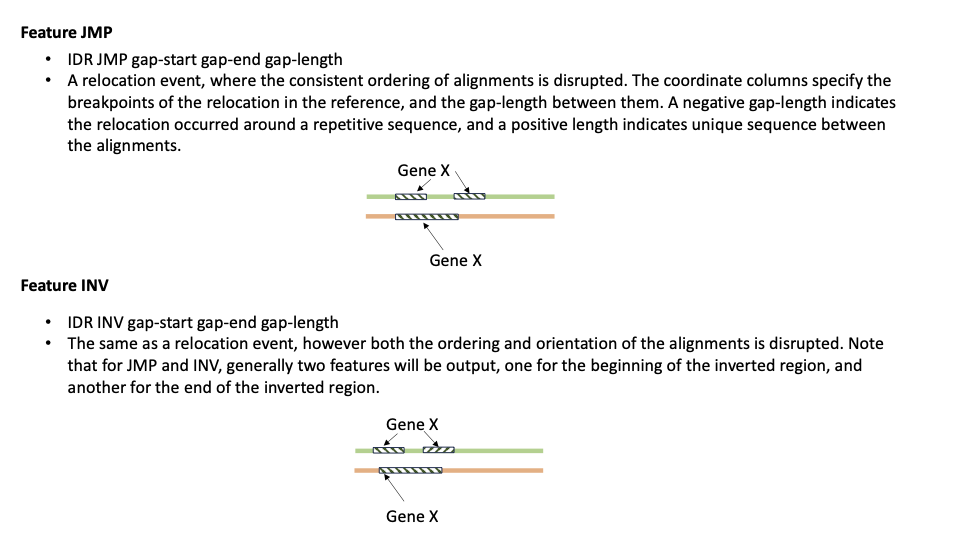 Feature JMP
• IDR JMP gap-start gap-end gap-length
• A relocation event, where the consistent ordering of alignments is disrupted. The coordinate columns specify the
breakpoints of the relocation in the reference, and the gap-length between them. A negative gap-length indicates
the relocation occurred around a repetitive sequence, and a positive length indicates unique sequence between
the alignments.
Gene X
Gene X
Feature INV
• IDR INV gap-start gap-end gap-length
• The same as a relocation event, however both the ordering and orientation of the alignments is disrupted. Note
that for JMP and INV, generally two features will be output, one for the beginning of the inverted region, and
another for the end of the inverted region.
Gene X
Gene X